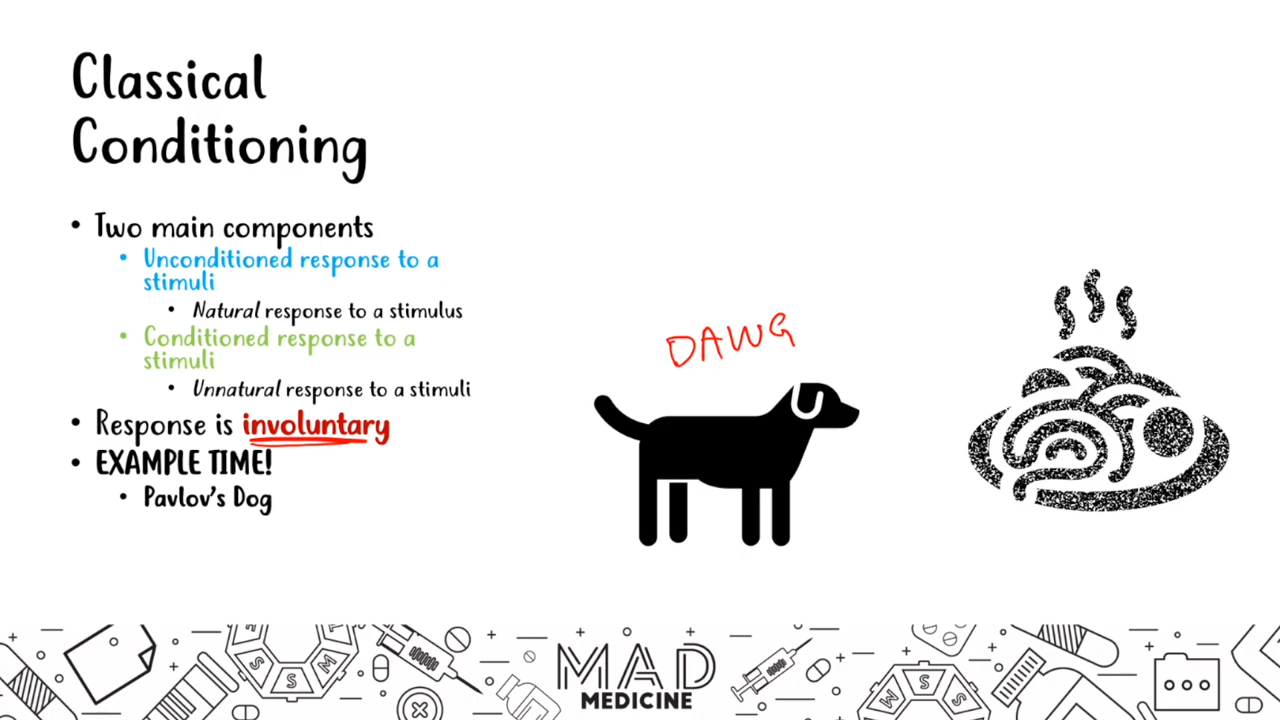 Classical
Conditioning
• Two main components
• Unconditioned response to a
stimuli
• Natural response to a stimulus
• Conditioned response to a
stimuli
• Unnatural response to a stimuli
• Response is involuntary
• EXAMPLE TIME!
• Pavlov's Dog
DAWG
S
S
M
MAD
MEDICINE
S
S